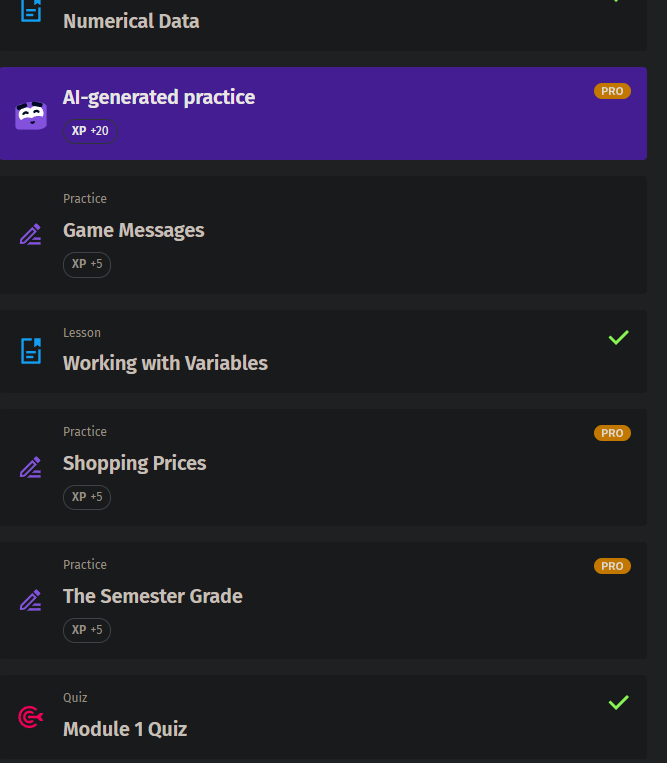 Numerical Data
AI-generated practice
PRO
XP +20
Practice
Game Messages
XP +5
Lesson
Working with Variables
Practice
PRO
Shopping Prices
XP +5
Practice
PRO
The Semester Grade
XP +5
Quiz
Module 1 Quiz